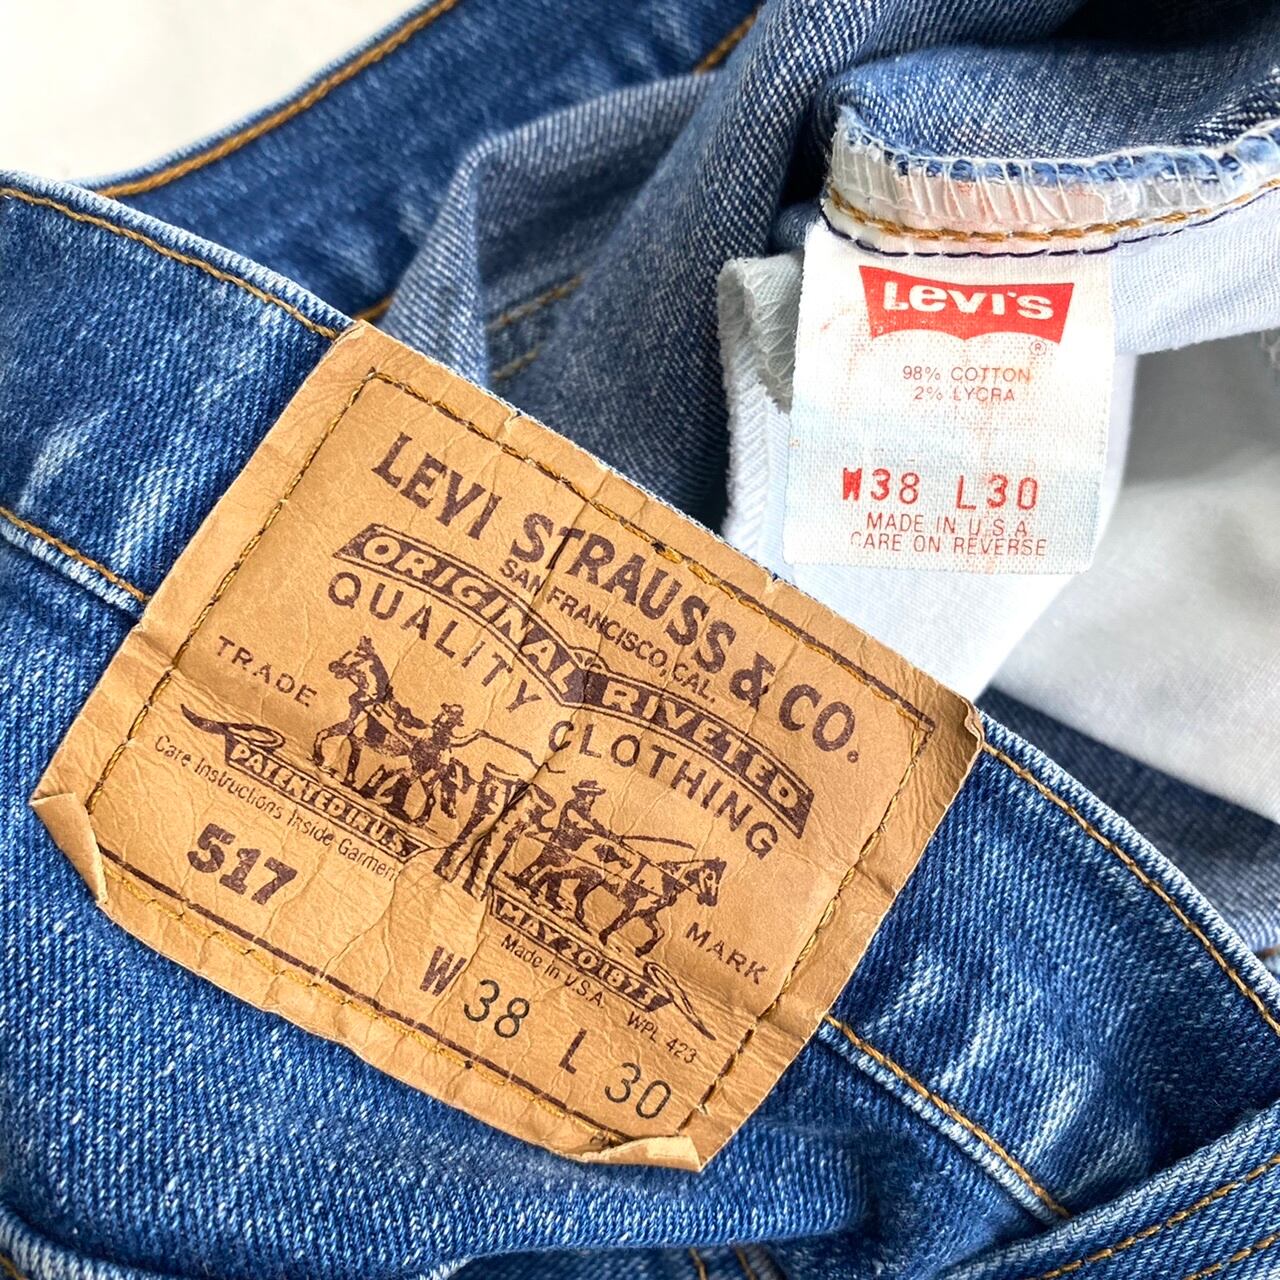 LEVI STRAUSS & CO.
SAN FRANCISCO, CAL.
ORIGINAL RIVETED
QUALITY CLOTHING
TRADE MARK
PATENTED IN U.S.
MAY 20 1873
Care Instructions Inside Garment
Made in U.S.A.
WPL 423
517
W 38 L 30
LEVI'S
®
98% COTTON
2% LYCRA
W38 L30
MADE IN U.S.A
CARE ON REVERSE